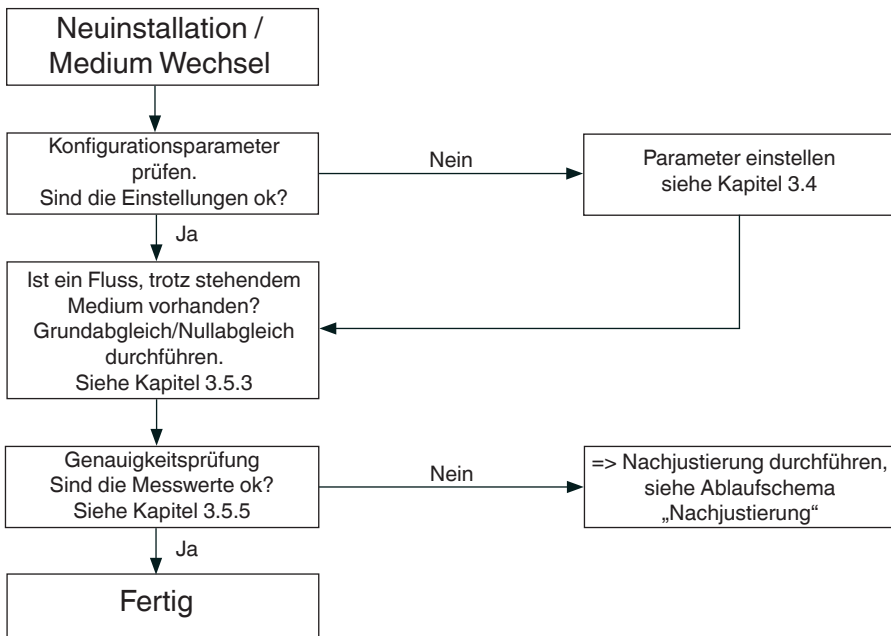 Neuinstallation /
Medium Wechsel
Konfigurationsparameter
prüfen.
Sind die Einstellungen ok?
Nein
Parameter einstellen
siehe Kapitel 3.4
Ja
Ist ein Fluss, trotz stehendem
Medium vorhanden?
Grundabgleich/Nullabgleich
durchführen.
Siehe Kapitel 3.5.3
Genauigkeitsprüfung
Sind die Messwerte ok?
Siehe Kapitel 3.5.5
Nein
=> Nachjustierung durchführen,
siehe Ablaufschema
„Nachjustierung“
Ja
Fertig